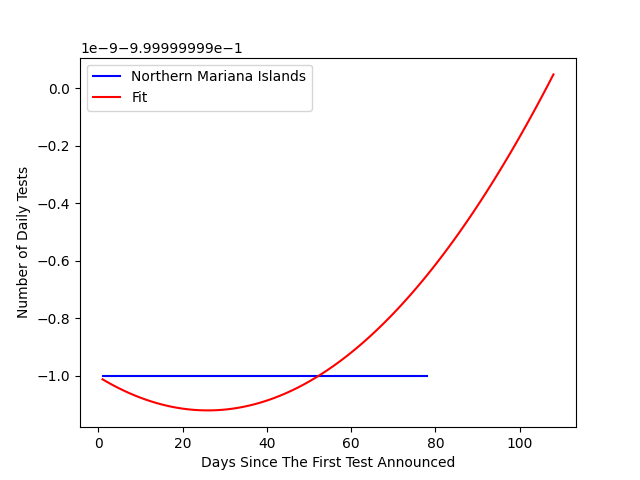 1e−9−9.99999999e−1
Northern Mariana Islands
Fit
0.0
−0.2
−0.4
−0.6
−0.8
−1.0
Number of Daily Tests
0 20 40 60 80 100
Days Since The First Test Announced